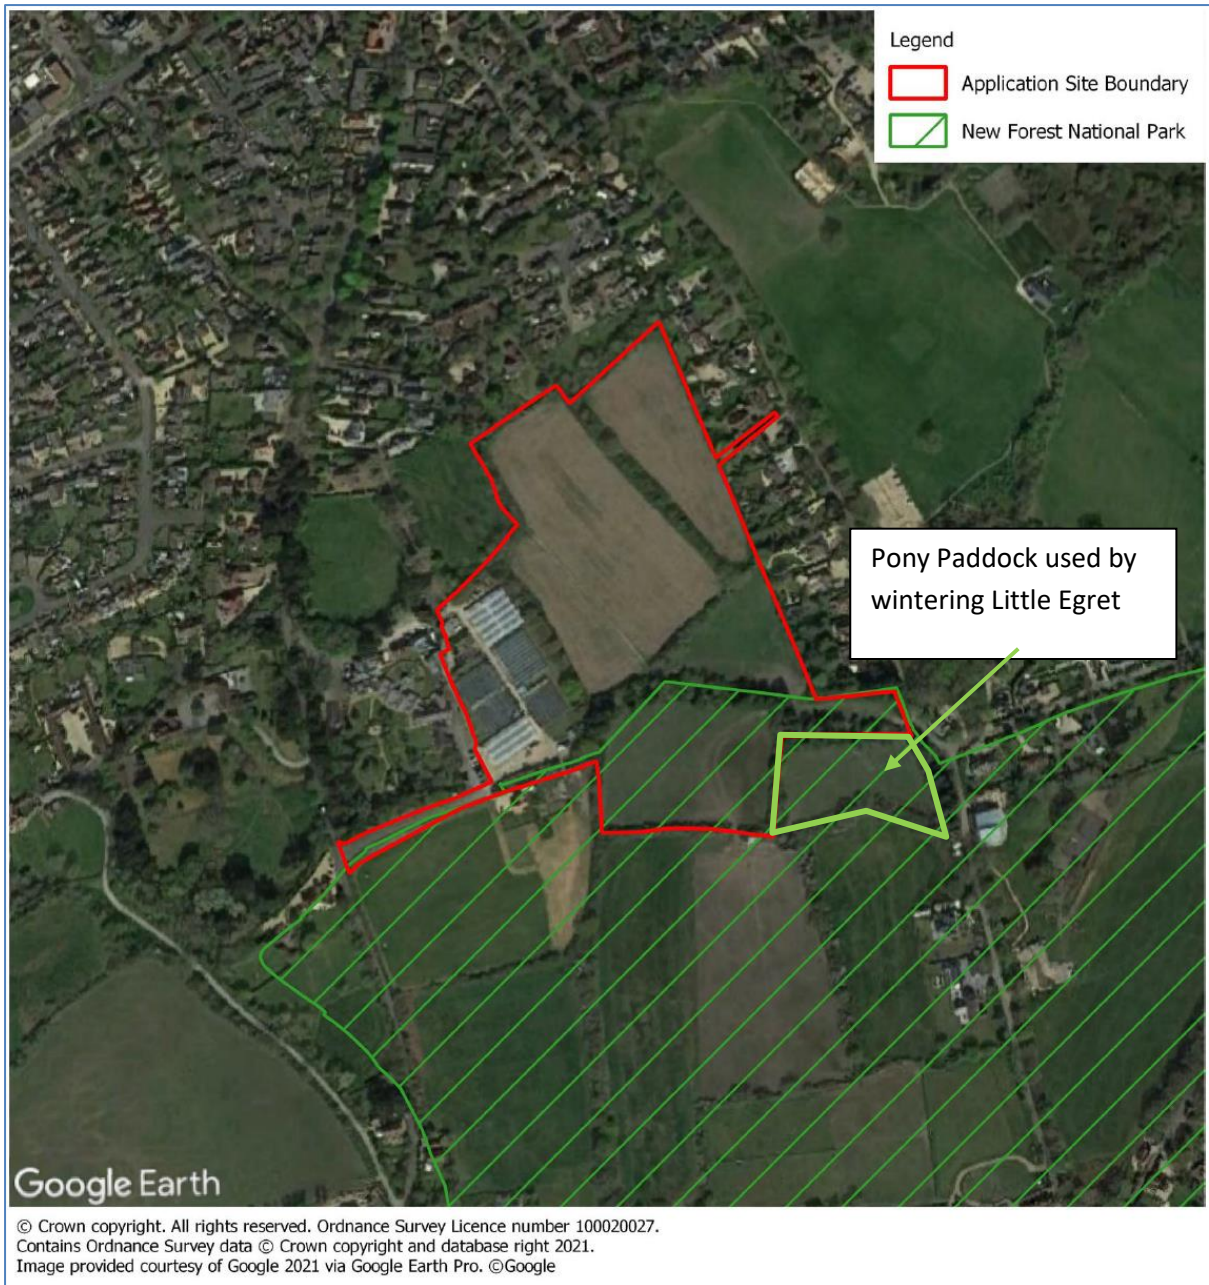 Legend
Application Site Boundary
New Forest National Park
Pony Paddock used by
wintering Little Egret
Google Earth
© Crown copyright. All rights reserved. Ordnance Survey Licence number 100020027.
Contains Ordnance Survey data © Crown copyright and database right 2021.
Image provided courtesy of Google 2021 via Google Earth Pro. ©Google